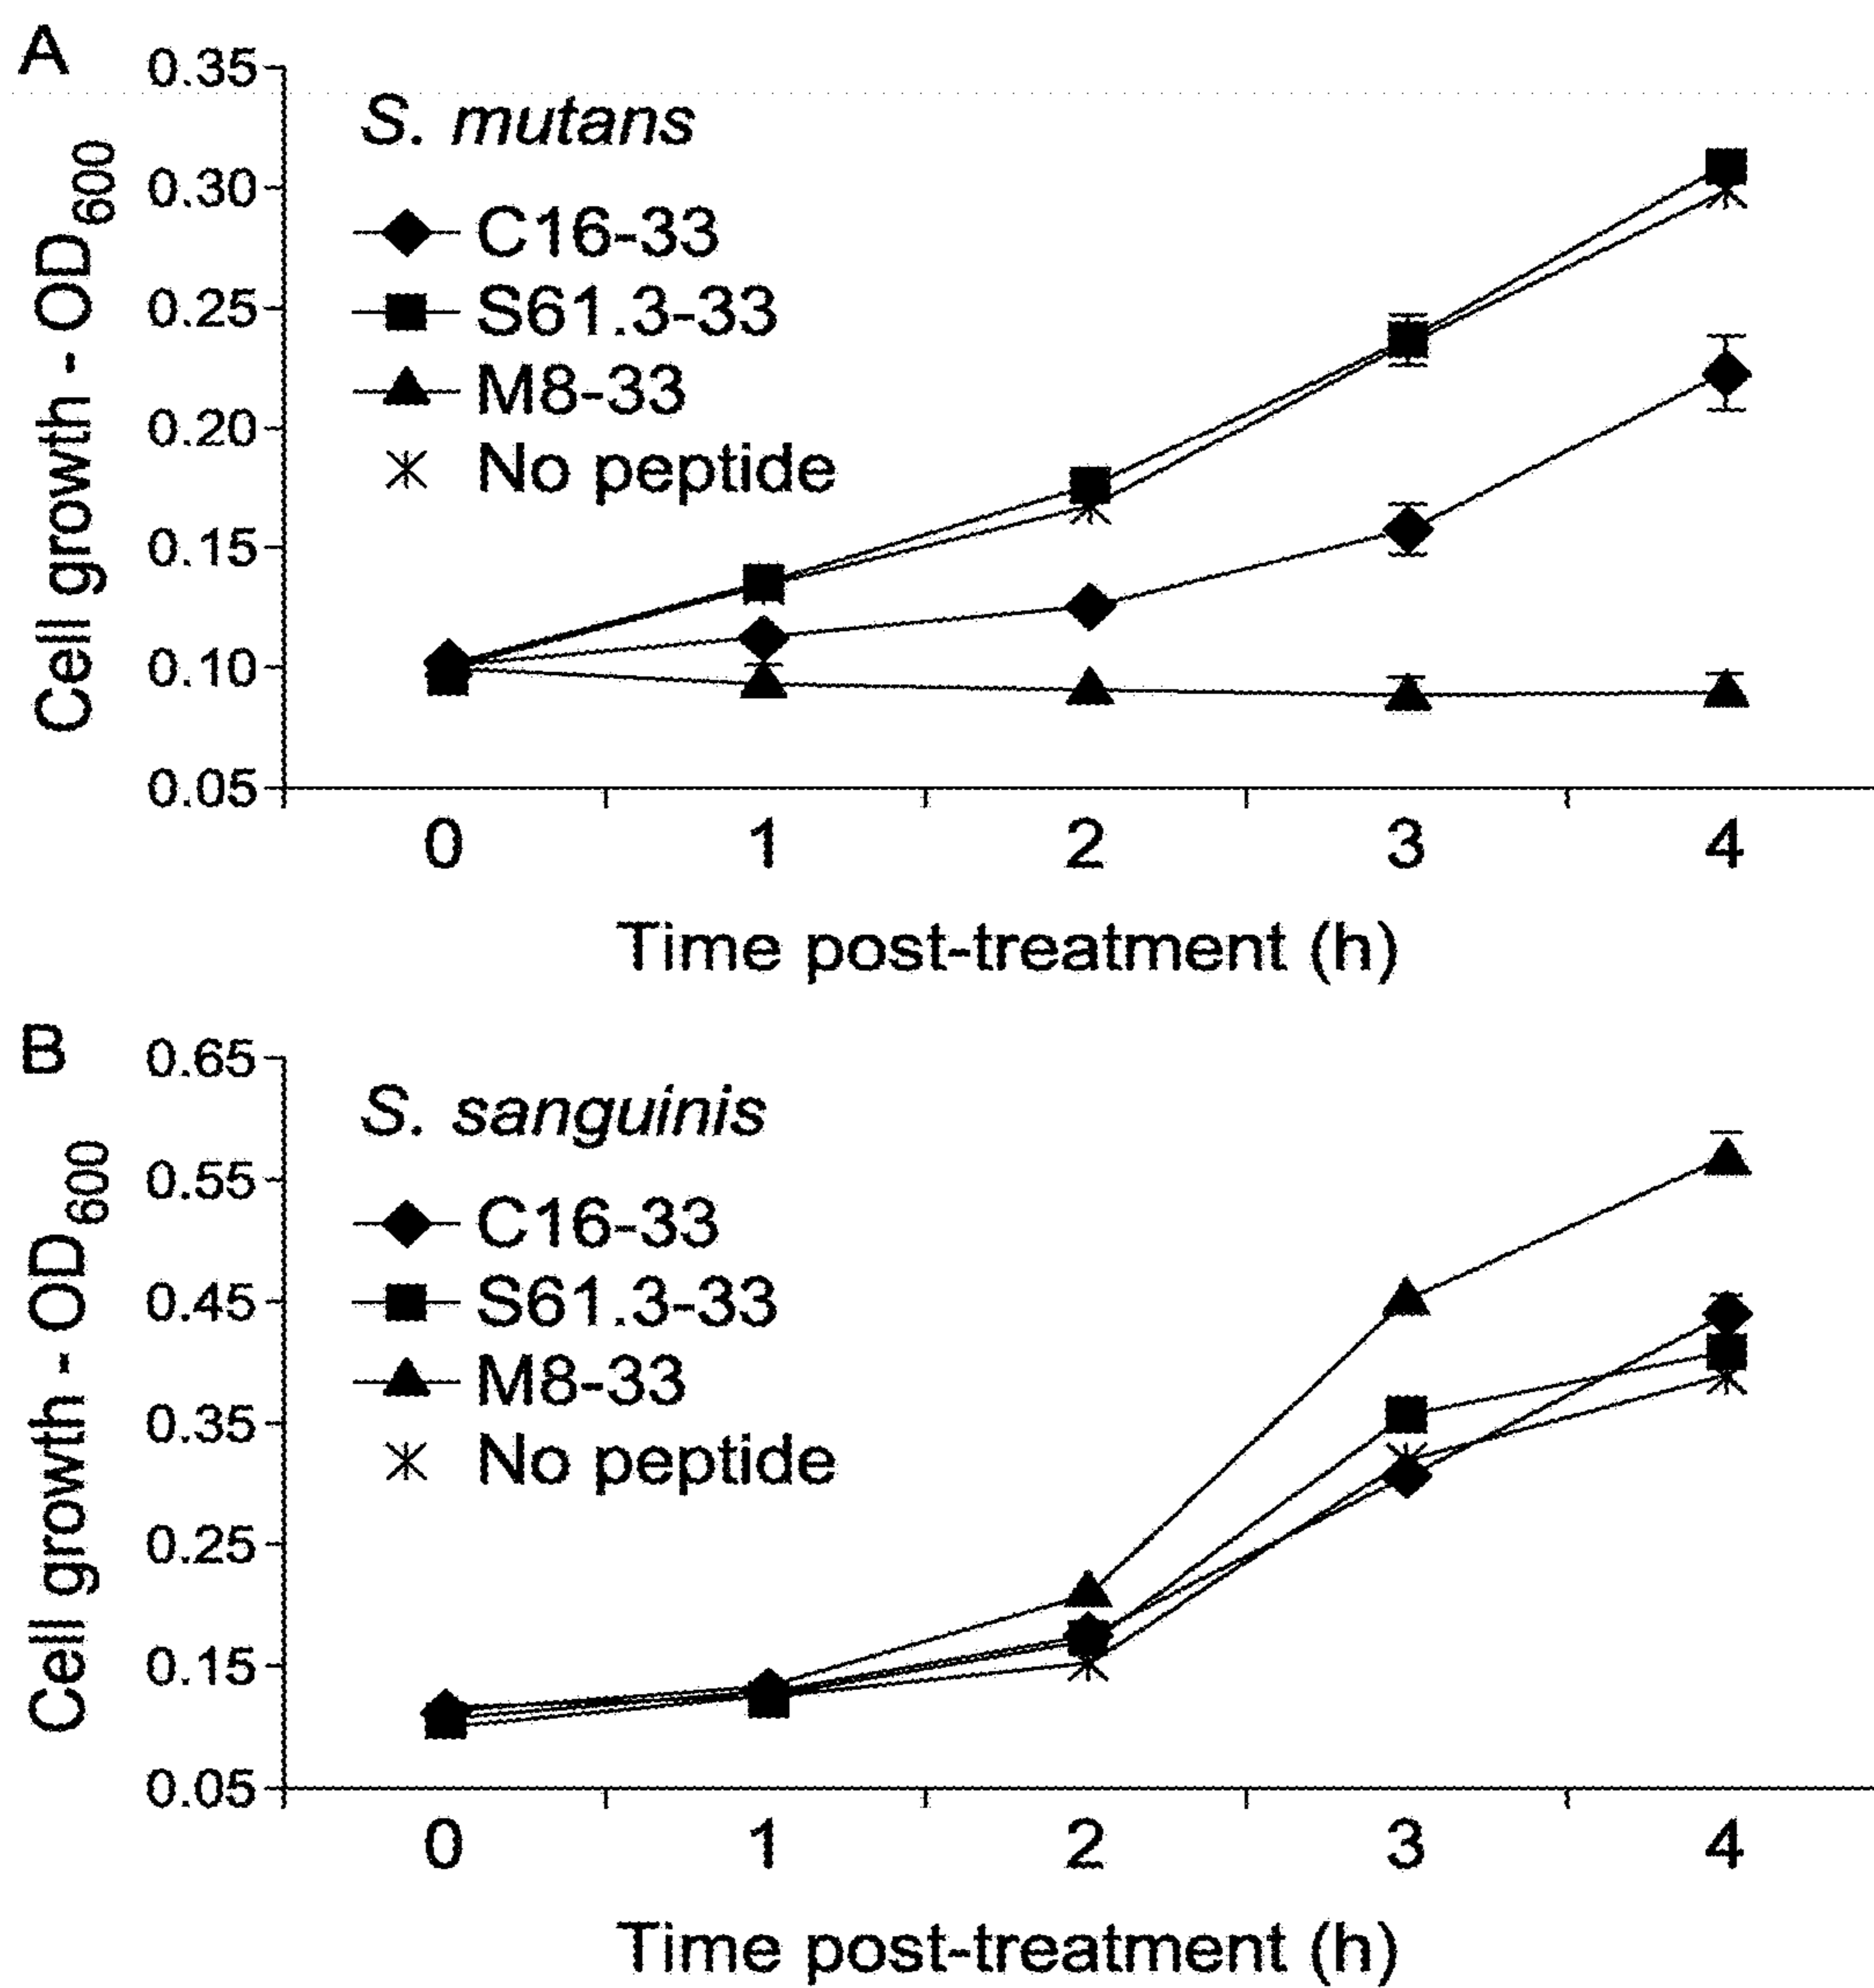 A
0.35
0.30
0.25
0.20
0.15
0.10
0.05
Cell growth - OD600
S. mutans
C16-33
S61.3-33
M8-33
No peptide
0 1 2 3 4
Time post-treatment (h)
B
0.65
0.55
0.45
0.35
0.25
0.15
0.05
Cell growth - OD600
S. sanguinis
C16-33
S61.3-33
M8-33
No peptide
0 1 2 3 4
Time post-treatment (h)